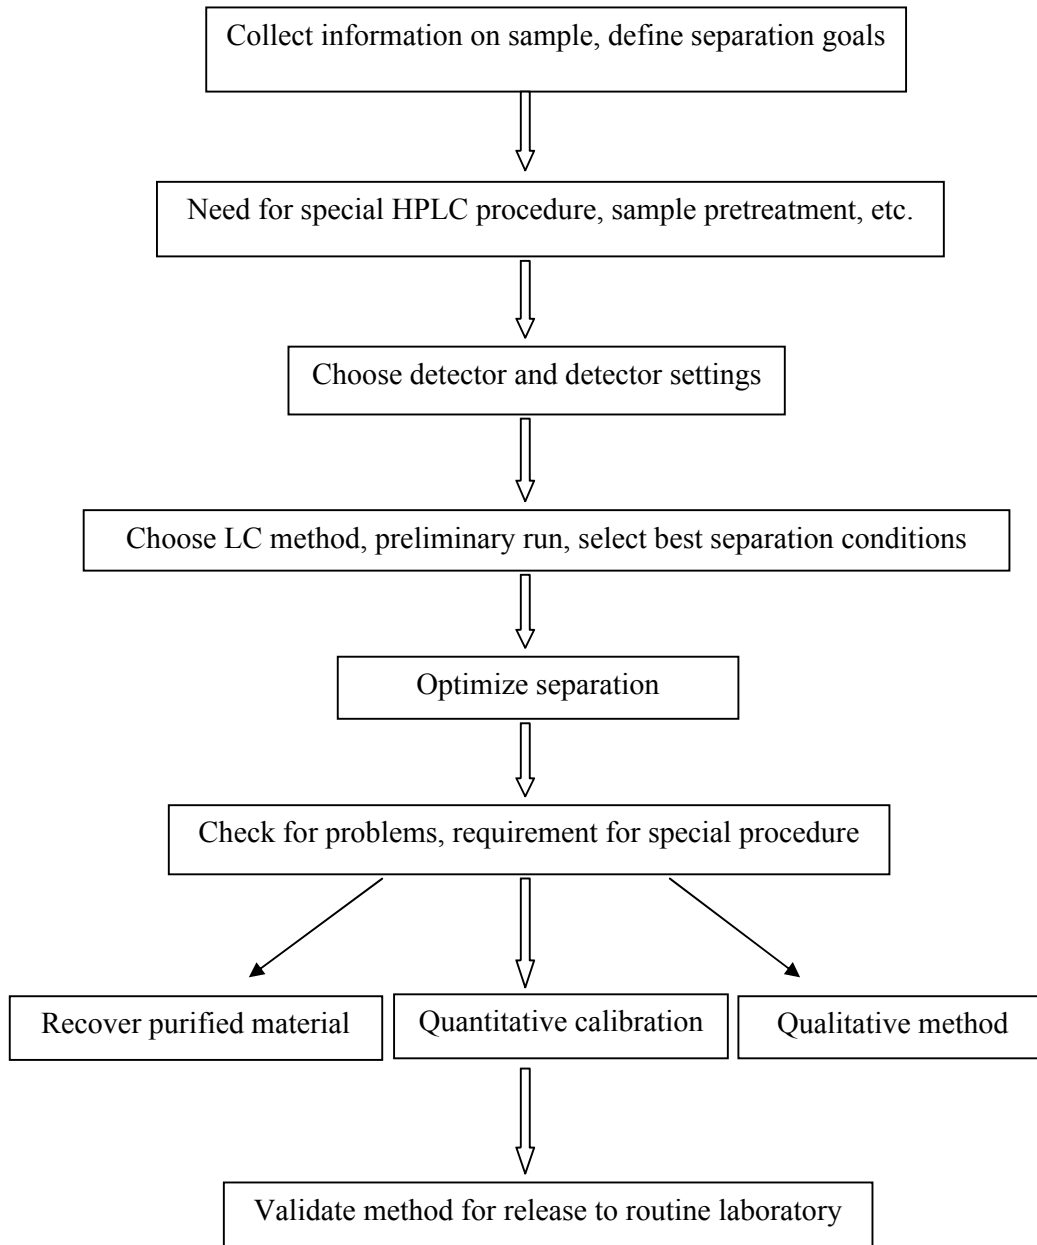 Collect information on sample, define separation goals
Need for special HPLC procedure, sample pretreatment, etc.
Choose detector and detector settings
Choose LC method, preliminary run, select best separation conditions
Optimize separation
Check for problems, requirement for special procedure
Recover purified material
Quantitative calibration
Qualitative method
Validate method for release to routine laboratory